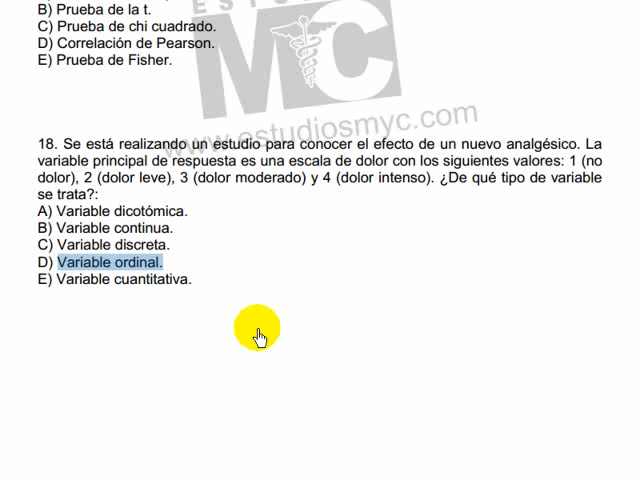 B) Prueba de la t.
C) Prueba de chi cuadrado.
D) Correlación de Pearson.
E) Prueba de Fisher.
MC
www.estudiosmyc.com
18. Se está realizando un estudio para conocer el efecto de un nuevo analgésico. La
variable principal de respuesta es una escala de dolor con los siguientes valores: 1 (no
dolor), 2 (dolor leve), 3 (dolor moderado) y 4 (dolor intenso). ¿De qué tipo de variable
se trata?:
A) Variable dicotómica.
B) Variable continua.
C) Variable discreta.
D) Variable ordinal.
E) Variable cuantitativa.